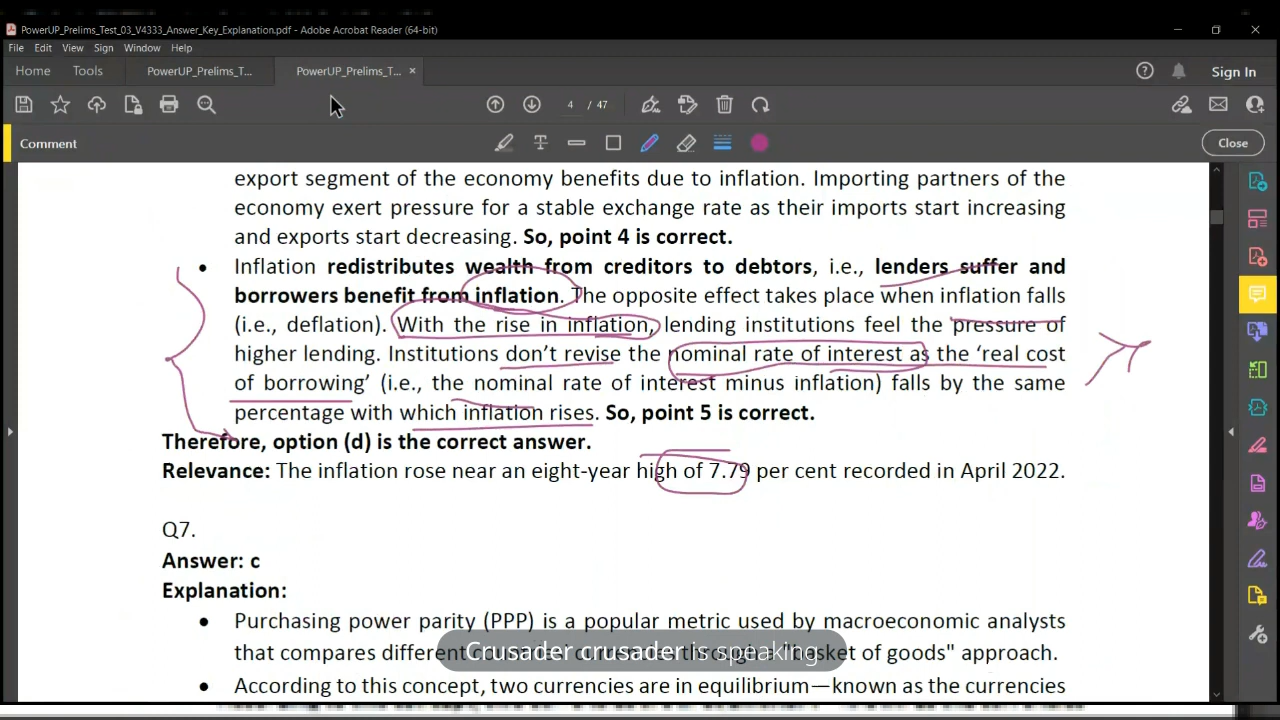 PowerUP_Prelims_Test_03_V4333_Answer_Key_Explanation.pdf - Adobe Acrobat Reader (64-bit)
File Edit View Sign Window Help
Home Tools PowerUP_Prelims_T... PowerUP_Prelims_T... × Sign In
4 / 47
Comment Close
export segment of the economy benefits due to inflation. Importing partners of the
economy exert pressure for a stable exchange rate as their imports start increasing
and exports start decreasing. So, point 4 is correct.
• Inflation redistributes wealth from creditors to debtors, i.e., lenders suffer and
borrowers benefit from inflation. The opposite effect takes place when inflation falls
(i.e., deflation). With the rise in inflation, lending institutions feel the pressure of
higher lending. Institutions don’t revise the nominal rate of interest as the ‘real cost
of borrowing’ (i.e., the nominal rate of interest minus inflation) falls by the same
percentage with which inflation rises. So, point 5 is correct.
Therefore, option (d) is the correct answer.
Relevance: The inflation rose near an eight-year high of 7.79 per cent recorded in April 2022.
Q7.
Answer: c
Explanation:
• Purchasing power parity (PPP) is a popular metric used by macroeconomic analysts
that compares different through a "basket of goods" approach.
Crusader crusader is speaking
• According to this concept, two currencies are in equilibrium—known as the currencies